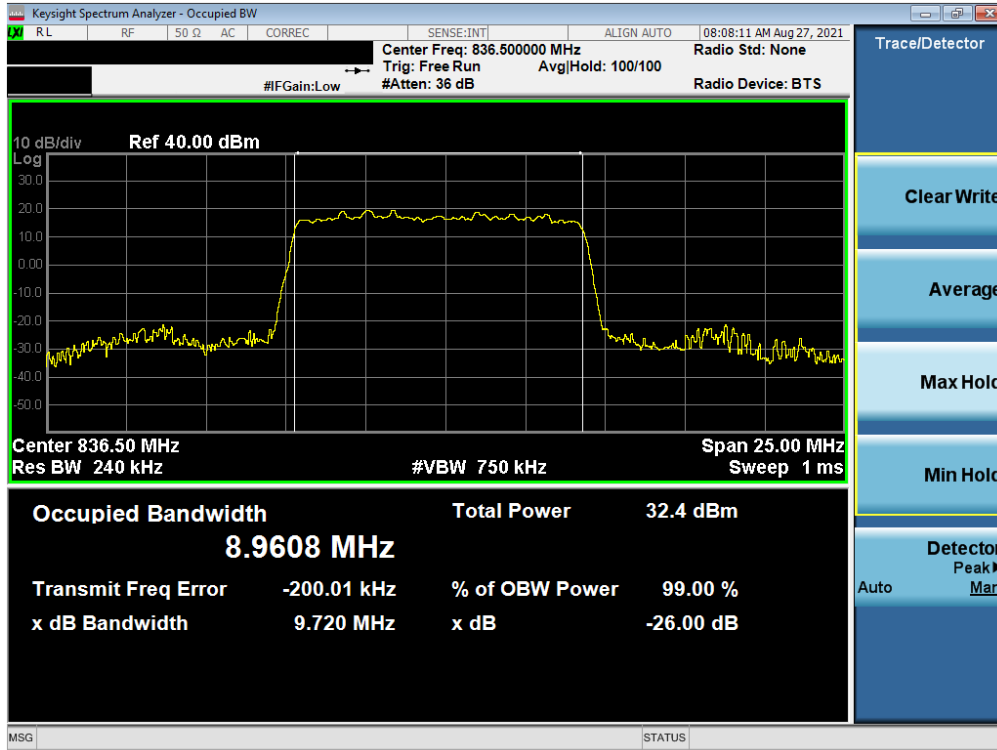 Keysight Spectrum Analyzer - Occupied BW
LXI RL RF 50 Ω AC CORREC SENSE:INT ALIGN AUTO 08:08:11 AM Aug 27, 2021
Center Freq: 836.500000 MHz Radio Std: None
Trig: Free Run Avg|Hold: 100/100
#IFGain:Low #Atten: 36 dB Radio Device: BTS
10 dB/div Ref 40.00 dBm
Log
30.0
20.0
10.0
0.00
-10.0
-20.0
-30.0
-40.0
-50.0
Center 836.50 MHz Span 25.00 MHz
Res BW 240 kHz #VBW 750 kHz Sweep 1 ms
Occupied Bandwidth Total Power 32.4 dBm
8.9608 MHz
Transmit Freq Error -200.01 kHz % of OBW Power 99.00 %
x dB Bandwidth 9.720 MHz x dB -26.00 dB
MSG STATUS
Trace/Detector
Clear Write
Average
Max Hold
Min Hold
Detector
Peak
Auto Man